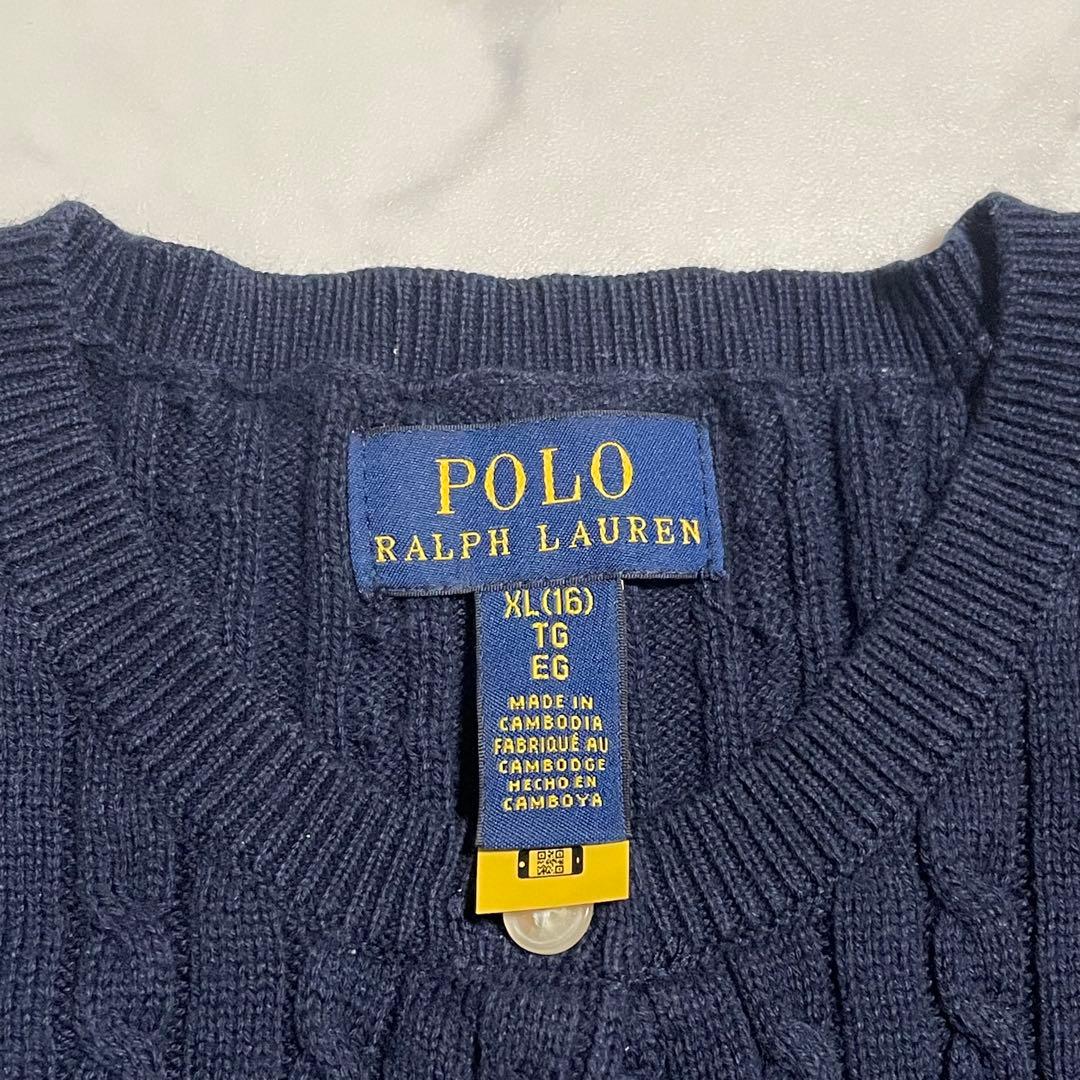 POLO
RALPH LAUREN
XL(16)
TG
EG
MADE IN
CAMBODIA
FABRIQUÉ AU
CAMBODGE
HECHO EN
CAMBOYA